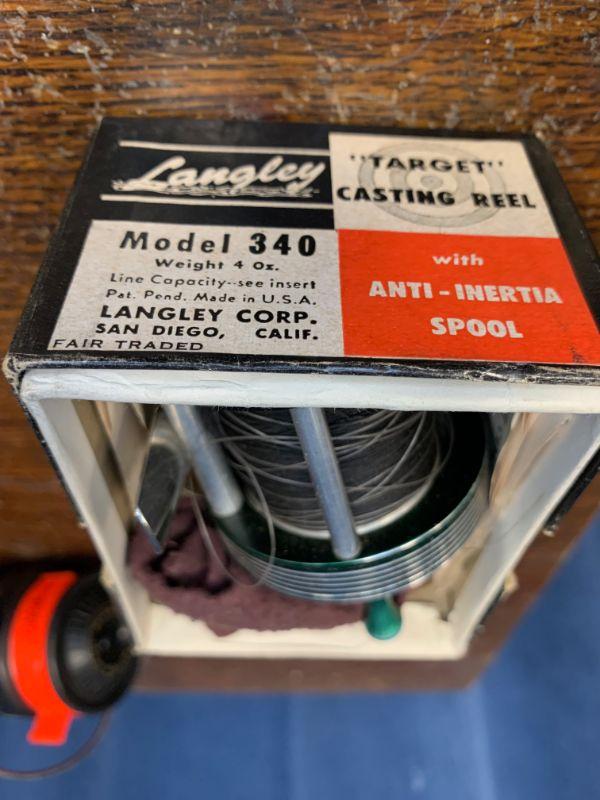 Langley
"TARGET"
CASTING REEL
Model 340
Weight 4 Oz.
Line Capacity--see insert
Pat. Pend. Made in U.S.A.
LANGLEY CORP.
SAN DIEGO, CALIF.
FAIR TRADED
with
ANTI-INERTIA
SPOOL